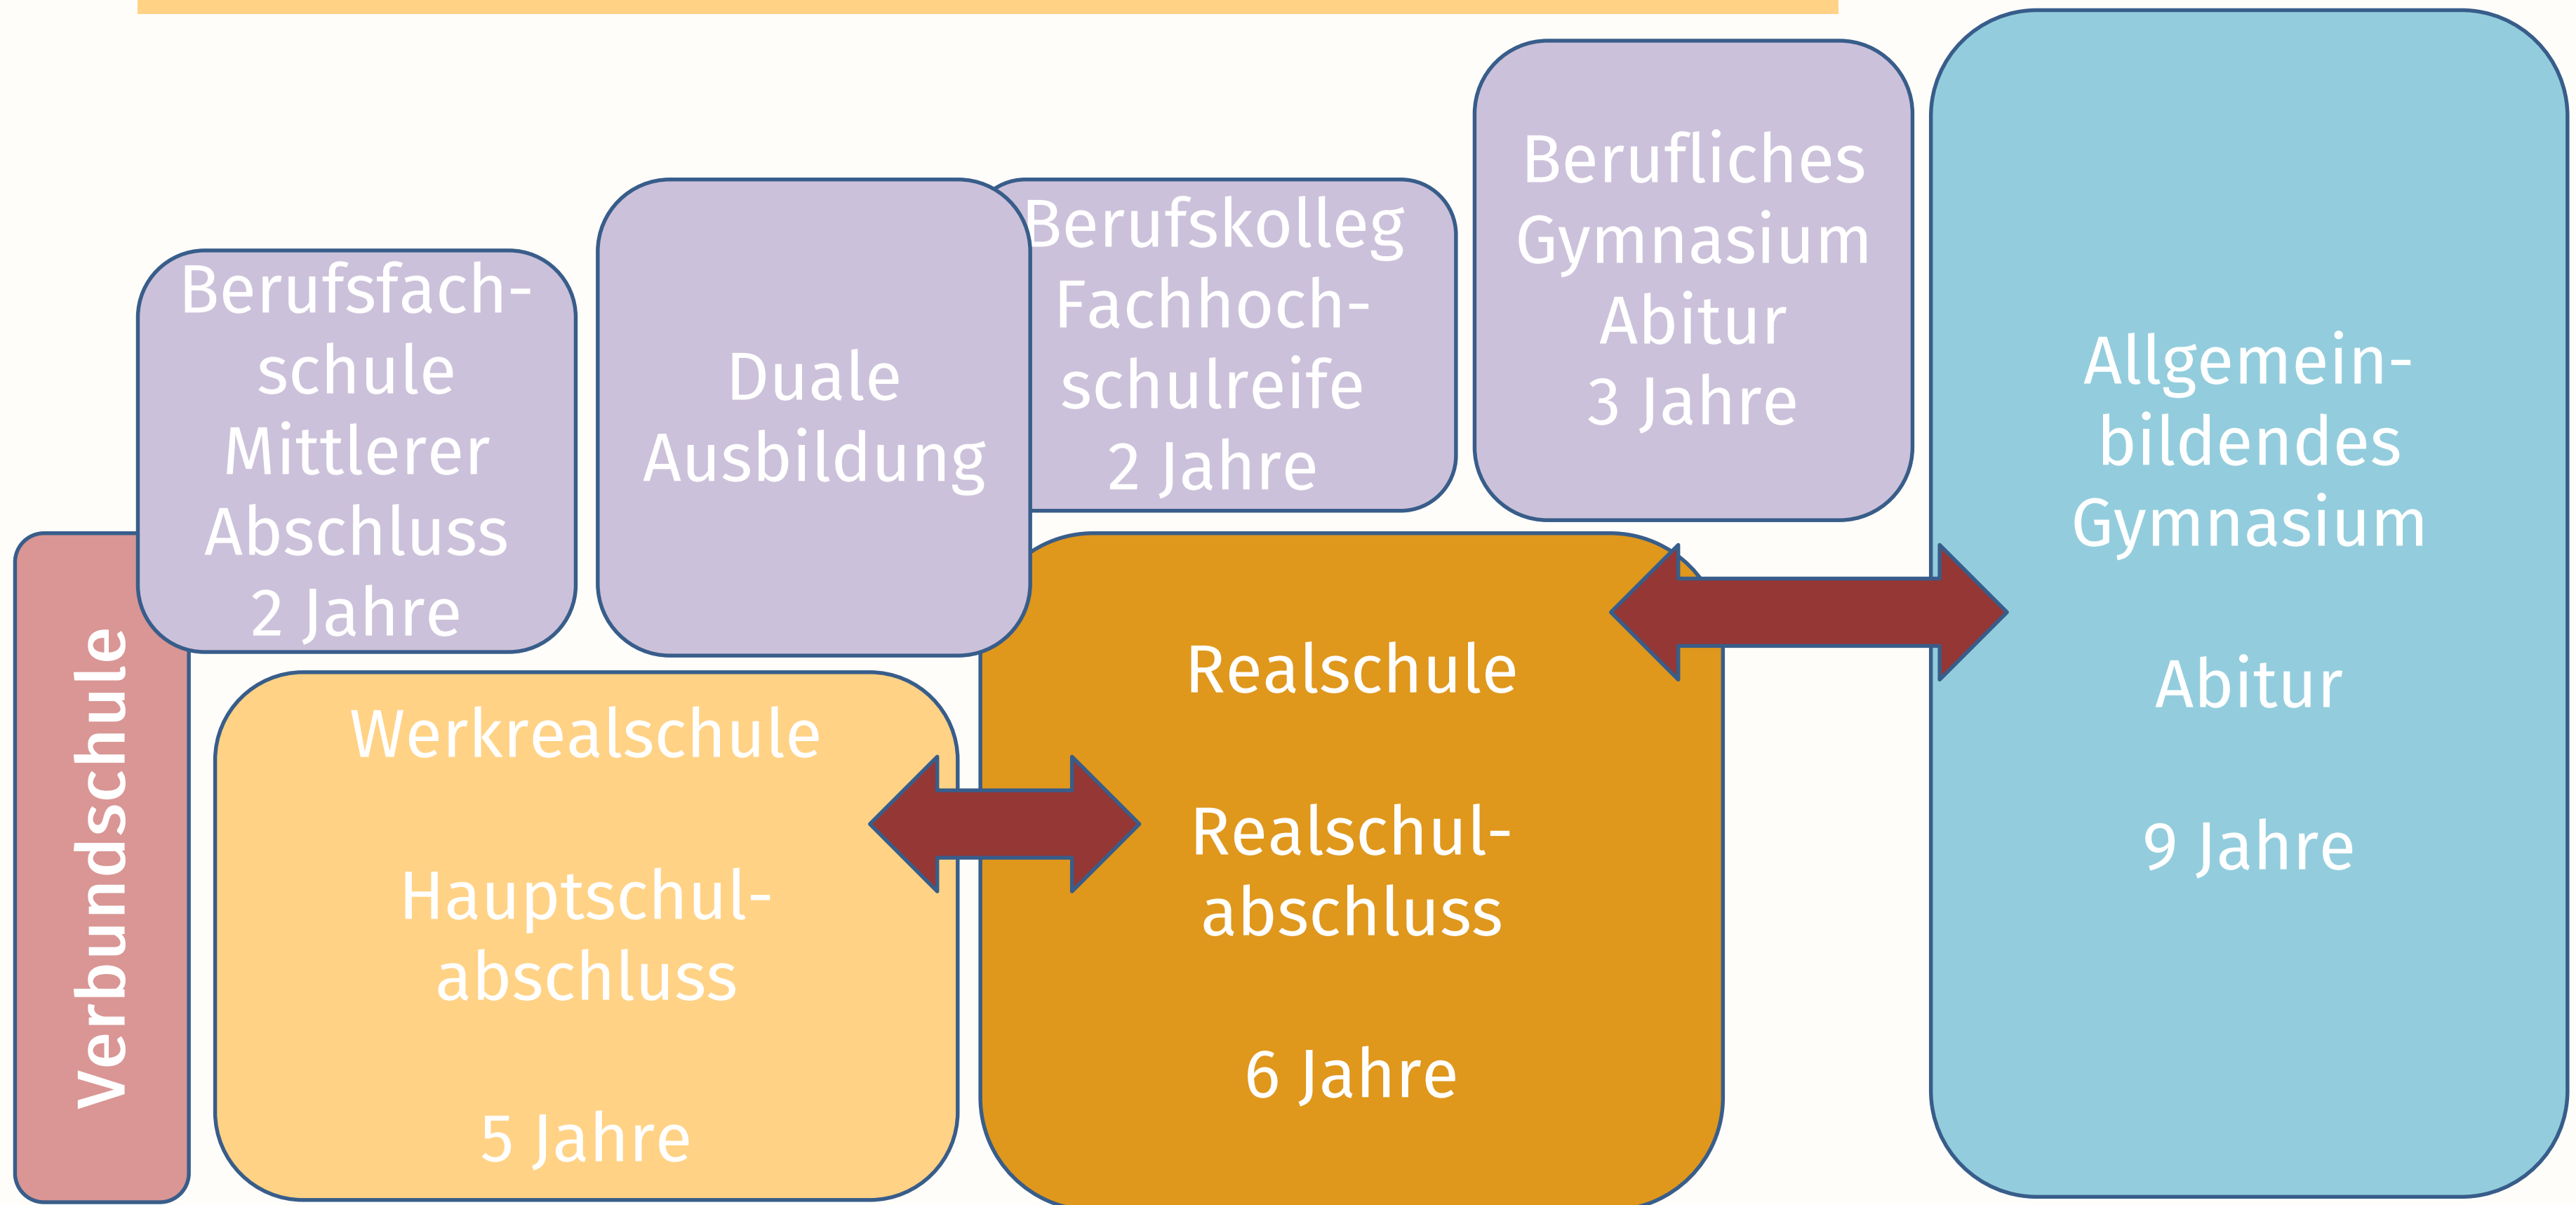 Berufsfach-
schule
Mittlerer
Abschluss
2 Jahre
Duale
Ausbildung
Berufskolleg
Fachhoch-
schulreife
2 Jahre
Berufliches
Gymnasium
Abitur
3 Jahre
Allgemein-
bildendes
Gymnasium
Abitur
9 Jahre
Verbundschule
Werkrealschule
Hauptschul-
abschluss
5 Jahre
Realschule
Realschul-
abschluss
6 Jahre